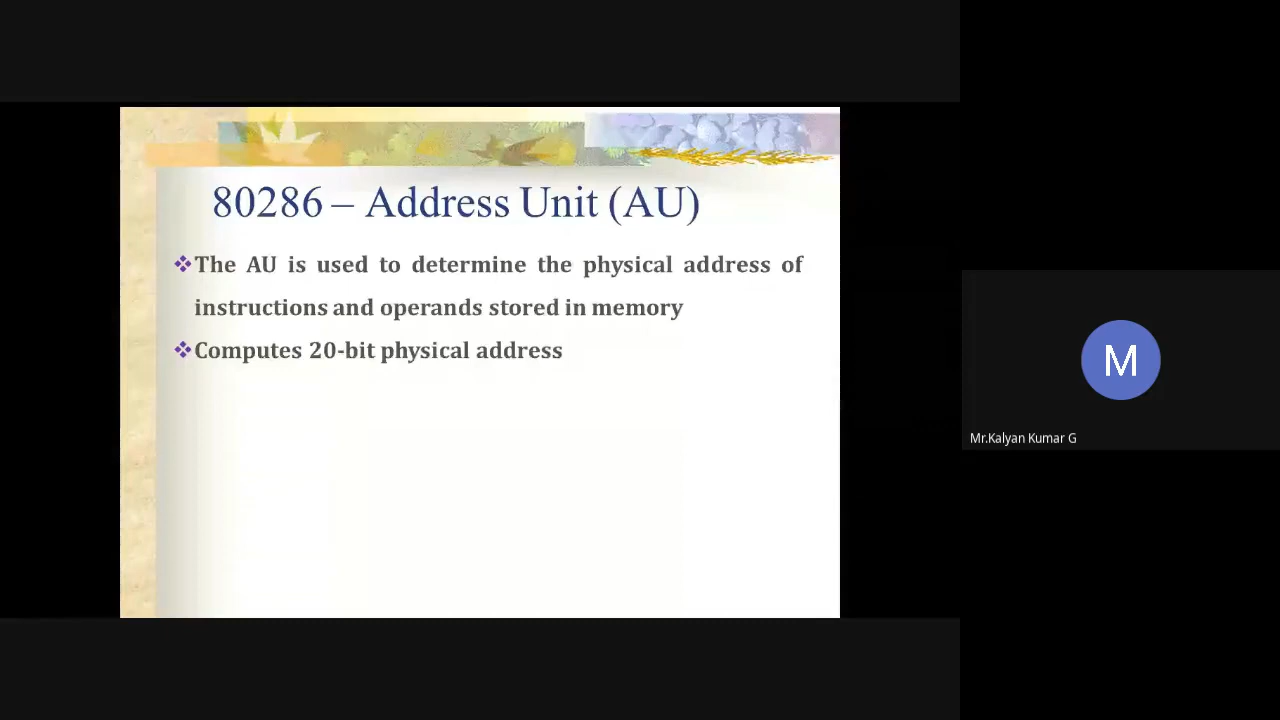 80286 – Address Unit (AU)
❖The AU is used to determine the physical address of
instructions and operands stored in memory
❖Computes 20-bit physical address
M
Mr.Kalyan Kumar G